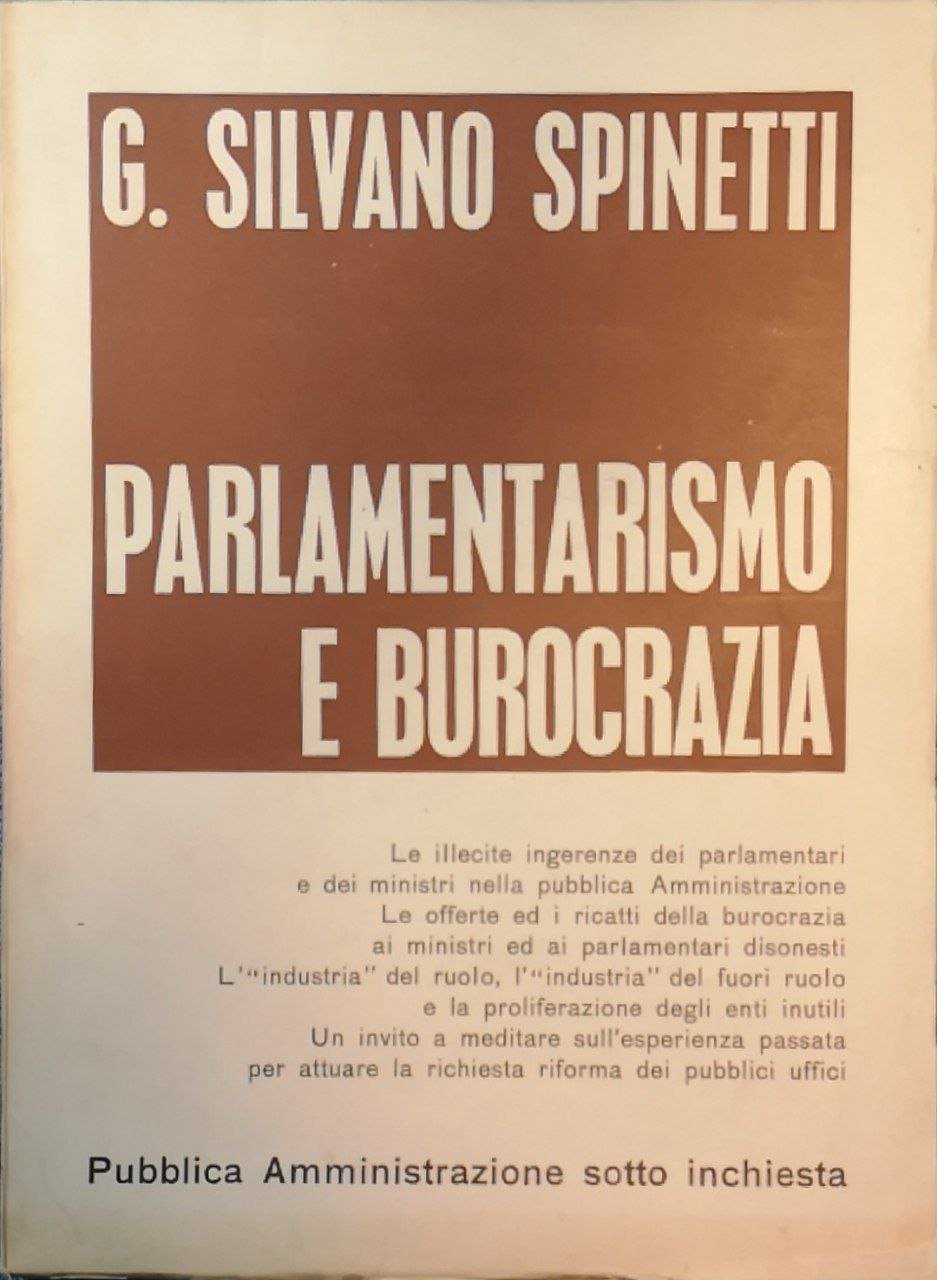 G. SILVANO SPINETTI
PARLAMENTARISMO
E BUROCRAZIA
Le illecite ingerenze dei parlamentari
e dei ministri nella pubblica Amministrazione
Le offerte ed i ricatti della burocrazia
ai ministri ed ai parlamentari disonesti
L'“industria” del ruolo, l'“industria” del fuori ruolo
e la proliferazione degli enti inutili
Un invito a meditare sull'esperienza passata
per attuare la richiesta riforma dei pubblici uffici
Pubblica Amministrazione sotto inchiesta